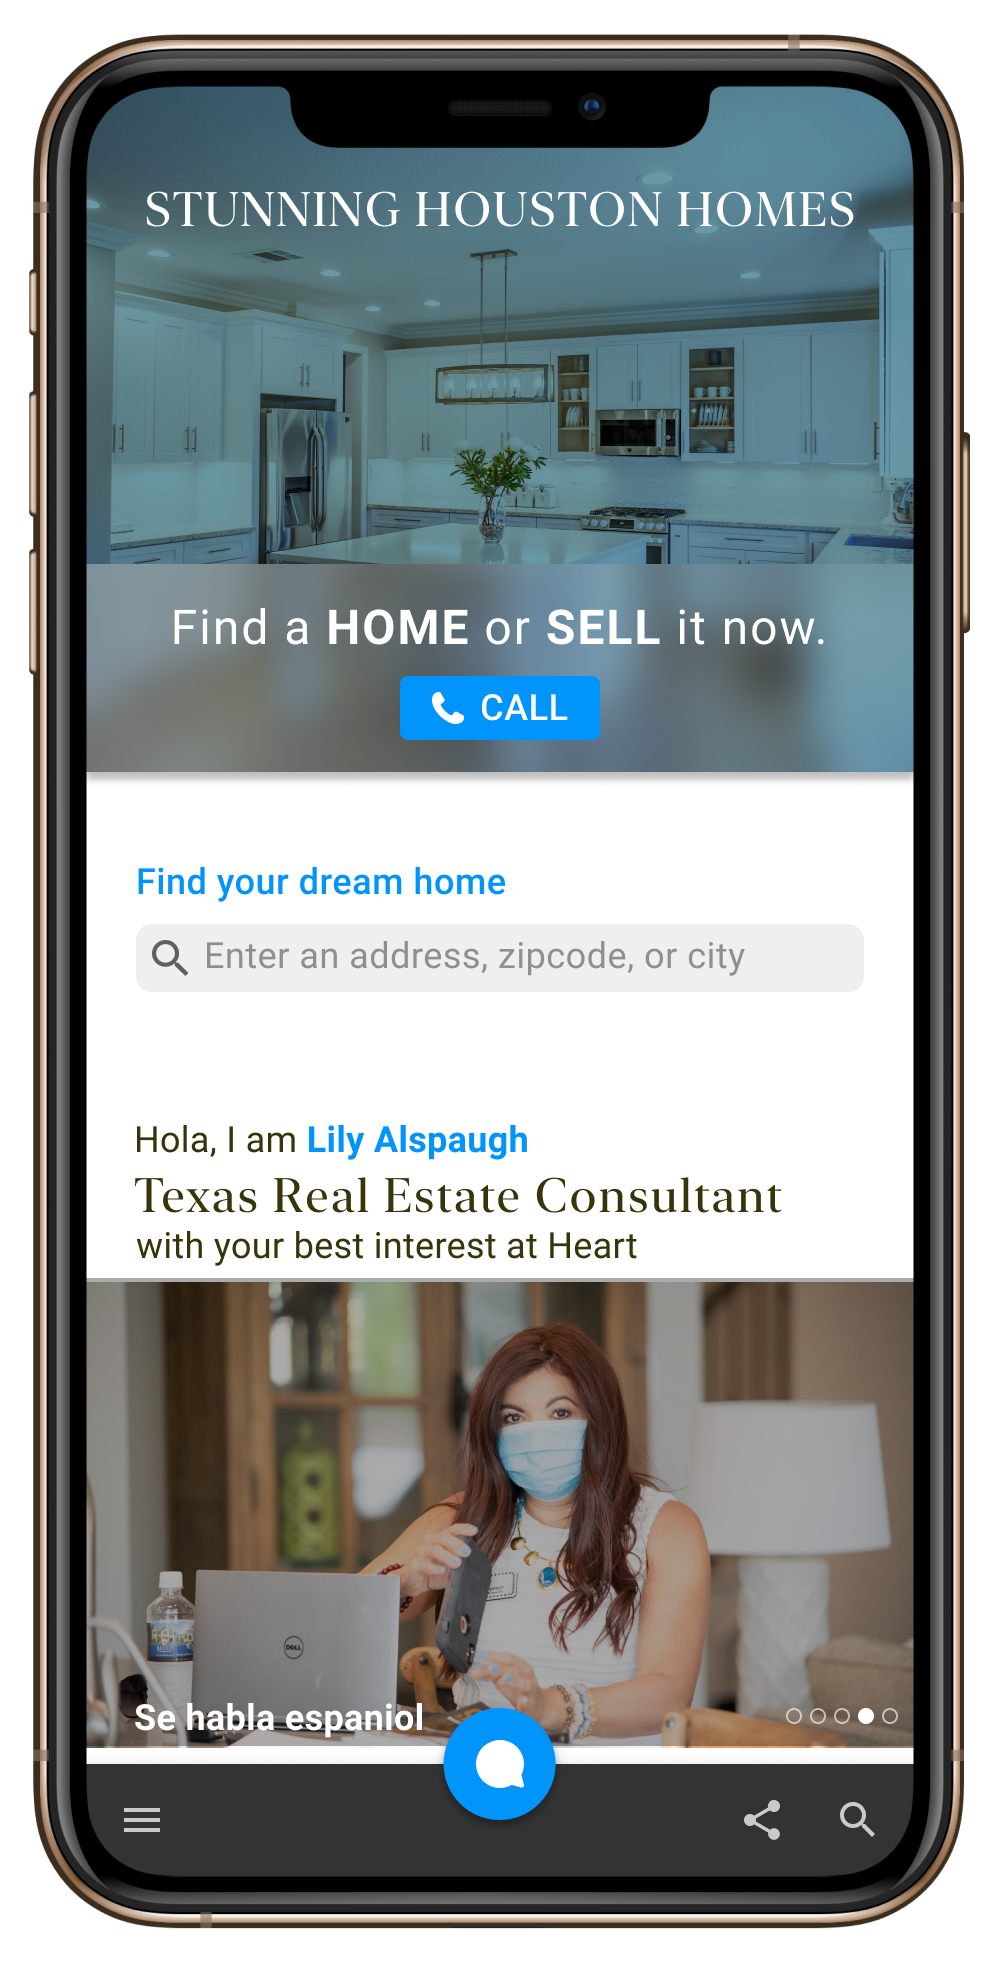 STUNNING HOUSTON HOMES
Find a HOME or SELL it now.
CALL
Find your dream home
Enter an address, zipcode, or city
Hola, I am Lily Alspaugh
Texas Real Estate Consultant
with your best interest at Heart
DELL
Se habla espaniol